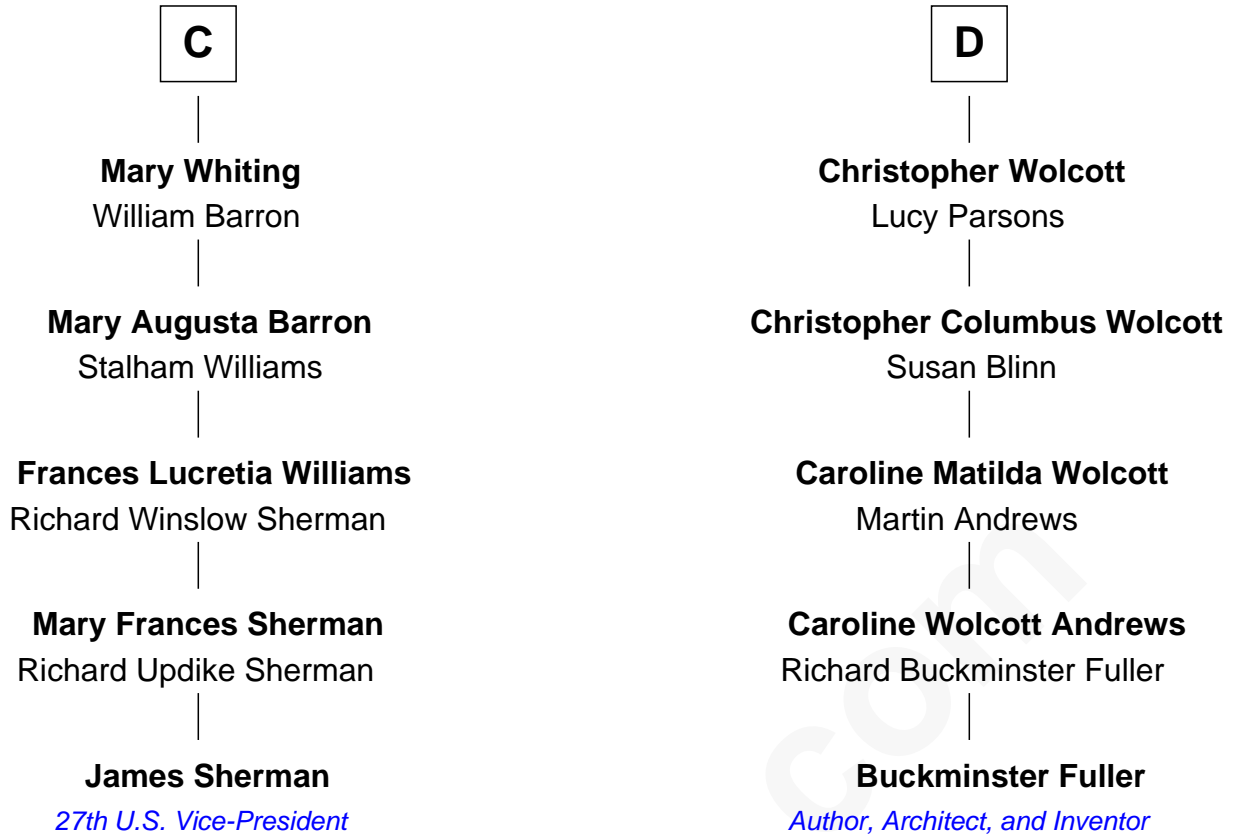 C
Mary Whiting
William Barron
Mary Augusta Barron
Stalham Williams
Frances Lucretia Williams
Richard Winslow Sherman
Mary Frances Sherman
Richard Updike Sherman
James Sherman
27th U.S. Vice-President
D
Christopher Wolcott
Lucy Parsons
Christopher Columbus Wolcott
Susan Blinn
Caroline Matilda Wolcott
Martin Andrews
Caroline Wolcott Andrews
Richard Buckminster Fuller
Buckminster Fuller
Author, Architect, and Inventor
com